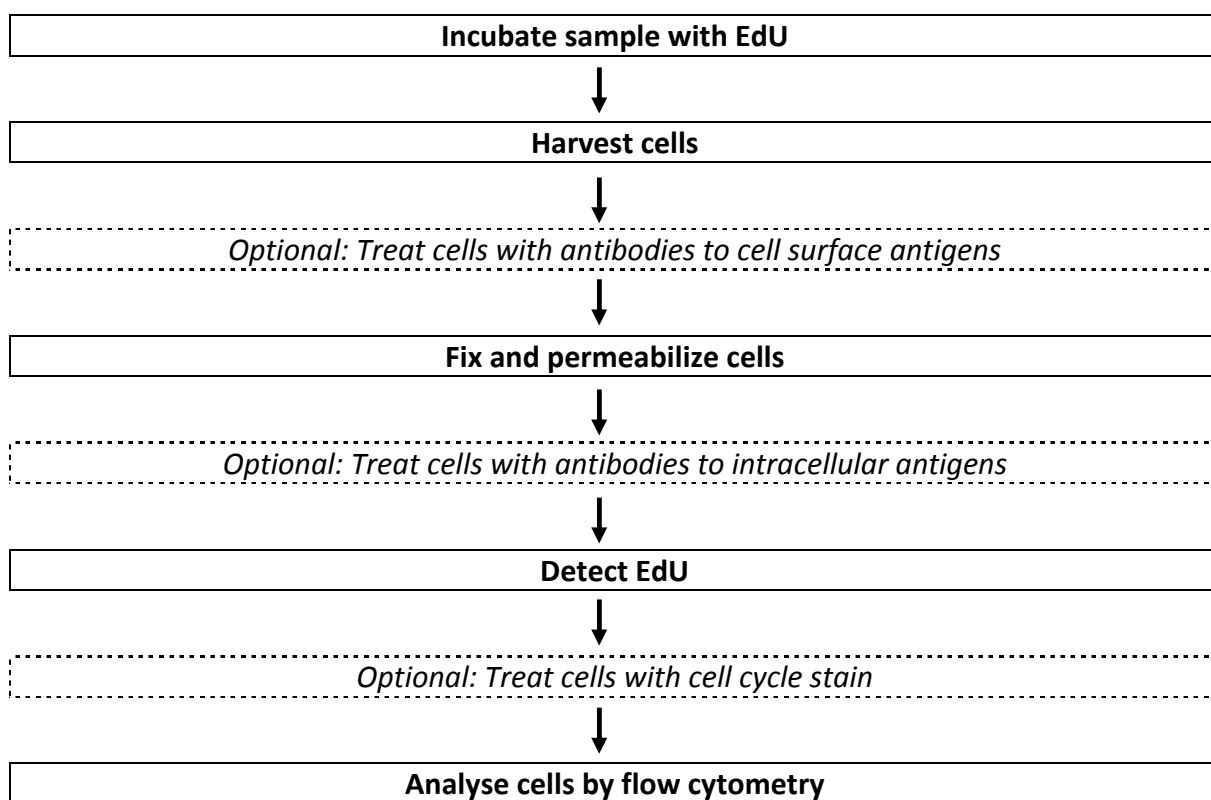 Incubate sample with EdU
Harvest cells
Optional: Treat cells with antibodies to cell surface antigens
Fix and permeabilize cells
Optional: Treat cells with antibodies to intracellular antigens
Detect EdU
Optional: Treat cells with cell cycle stain
Analyse cells by flow cytometry